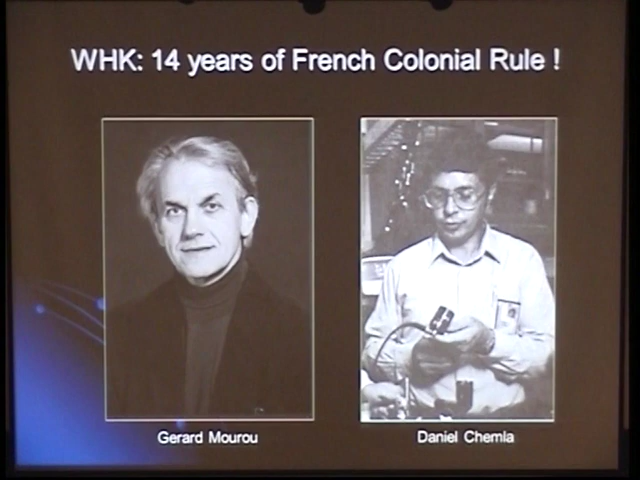 WHK: 14 years of French Colonial Rule !
Gerard Mourou
Daniel Chemla